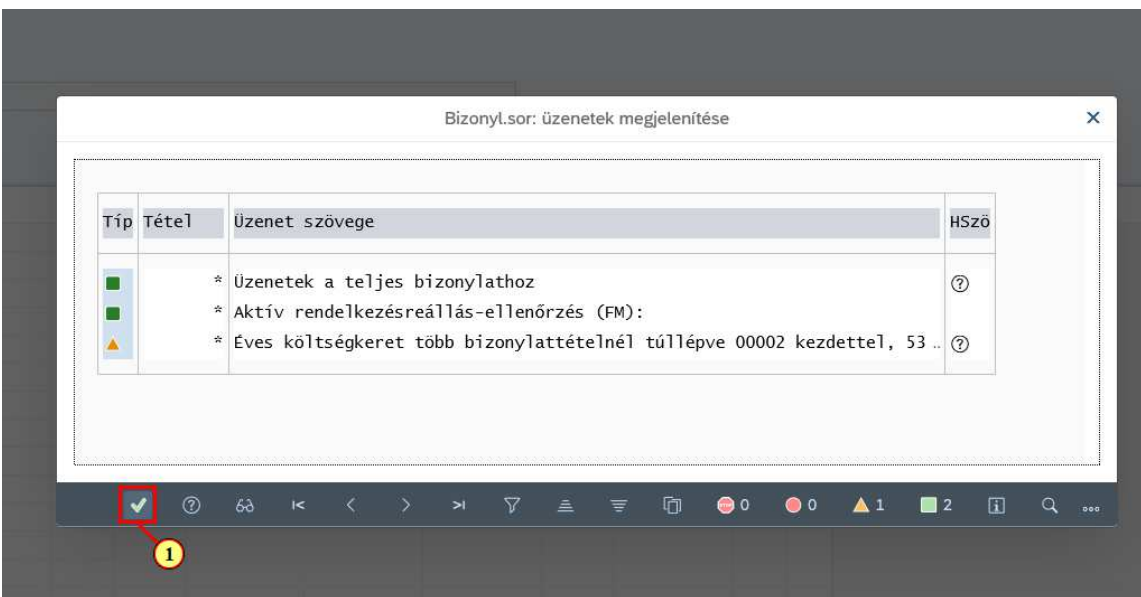 Bizonyl.sor: üzenetek megjelenítése
Típ Tétel Üzenet szövege HSzö
* Üzenetek a teljes bizonylathoz
* Aktív rendelkezésreállás-ellenőrzés (FM):
* Éves költségkeret több bizonylattételnél túllépve 00002 kezdettel, 53 ..
STOP 0 0 1 2
1